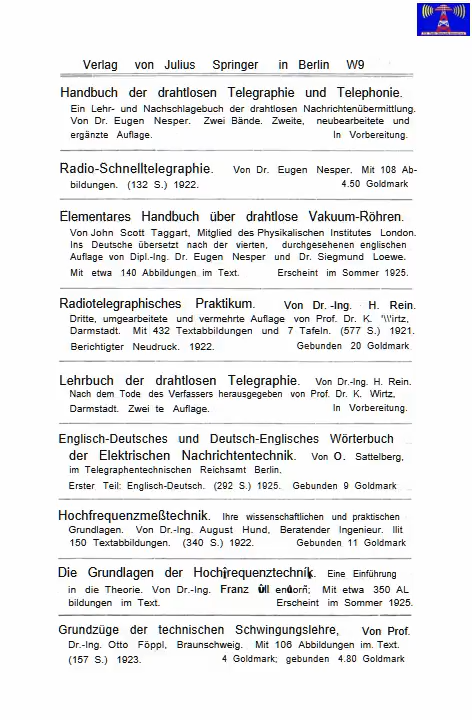 Verlag von Julius Springer in Berlin W9
Handbuch der drahtlosen Telegraphie und Telephonie.
Ein Lehr- und Nachschlagebuch der drahtlosen Nachrichtenübermittlung.
Von Dr. Eugen Nesper. Zwei Bände. Zweite, neubearbeitete und
ergänzte Auflage. In Vorbereitung.
Radio-Schnelltelegraphie. Von Dr. Eugen Nesper. Mit 108 Ab-
bildungen. (132 S.) 1922. 4.50 Goldmark
Elementares Handbuch über drahtlose Vakuum-Röhren.
Von John Scott Taggart, Mitglied des Physikalischen Institutes London.
Ins Deutsche übersetzt nach der vierten, durchgesehenen englischen
Auflage von Dipl.-Ing. Dr. Eugen Nesper und Dr. Siegmund Loewe.
Mit etwa 140 Abbildungen im Text. Erscheint im Sommer 1925.
Radiotelegraphisches Praktikum. Von Dr. -Ing. H. Rein.
Dritte, umgearbeitete und vermehrte Auflage von Prof. Dr. K. '\\'irtz,
Darmstadt. Mit 432 Textabbildungen und 7 Tafeln. (577 S.) 1921.
Berichtigter Neudruck. 1922. Gebunden 20 Goldmark
Lehrbuch der drahtlosen Telegraphie. Von Dr.-Ing. H. Rein.
Nach dem Tode des Verfassers herausgegeben von Prof. Dr. K. Wirtz,
Darmstadt. Zwei te Auflage. In Vorbereitung.
Englisch-Deutsches und Deutsch-Englisches Wörterbuch
der Elektrischen Nachrichtentechnik. Von O. Sattelberg,
im Telegraphentechnischen Reichsamt Berlin.
Erster Teil: Englisch-Deutsch. (292 S.) 1925. Gebunden 9 Goldmark
Hochfrequenzmeßtechnik. Ihre wissenschaftlichen und praktischen
Grundlagen. Von Dr.-Ing. August Hund, Beratender Ingenieur. Ilit
150 Textabbildungen. (340 S.) 1922. Gebunden 11 Goldmark
Die Grundlagen der Hochfrequenztechnik. Eine Einführung
in die Theorie. Von Dr.-Ing. Franz Mit etwa 350 AL
bildungen im Text. Erscheint im Sommer 1925.
Grundzüge der technischen Schwingungslehre, Von Prof.
Dr.-Ing. Otto Föppl, Braunschweig. Mit 106 Abbildungen im. Text.
(157 S.) 1923. 4 Goldmark; gebunden 4.80 Goldmark